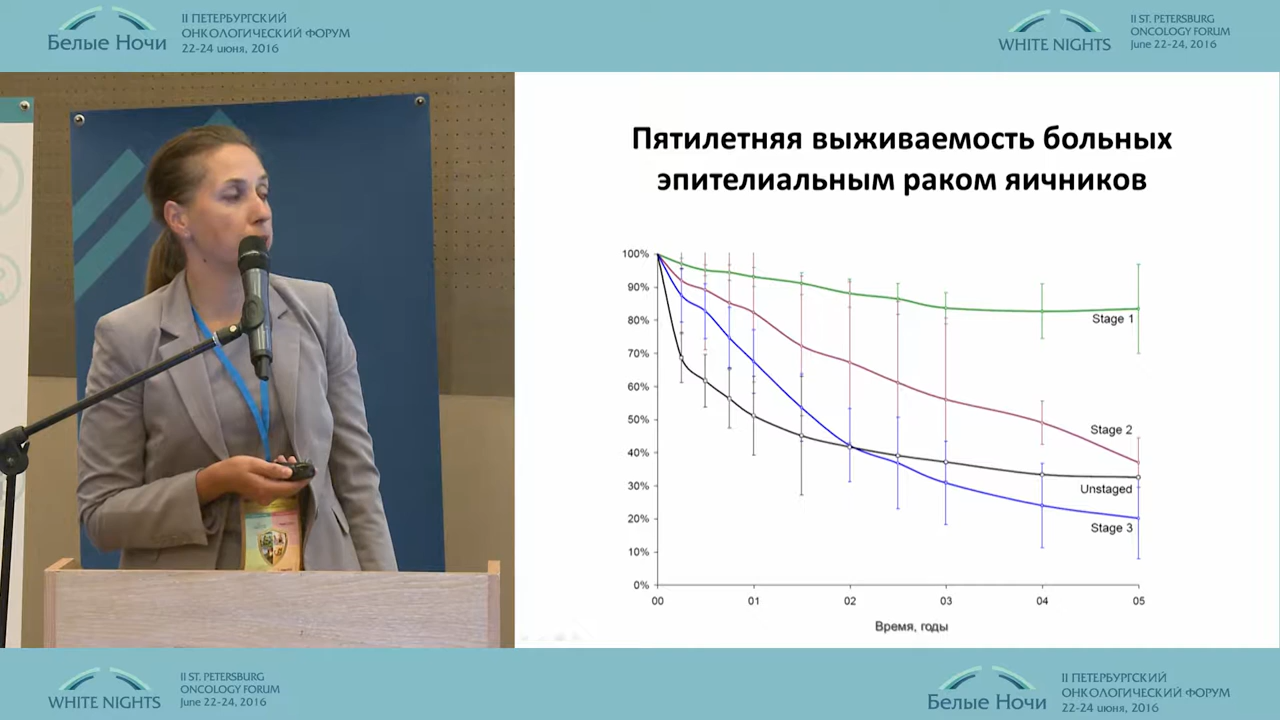 Белые Ночи
II ПЕТЕРБУРГСКИЙ
ОНКОЛОГИЧЕСКИЙ ФОРУМ
22-24 июня, 2016
WHITE NIGHTS
II ST. PETERSBURG
ONCOLOGY FORUM
June 22-24, 2016
Пятилетняя выживаемость больных
эпителиальным раком яичников
100%
90%
80%
70%
60%
50%
40%
30%
20%
10%
0%
Stage 1
Stage 2
Unstaged
Stage 3
00 01 02 03 04 05
Время, годы
WHITE NIGHTS
II ST. PETERSBURG
ONCOLOGY FORUM
June 22-24, 2016
Белые Ночи
II ПЕТЕРБУРГСКИЙ
ОНКОЛОГИЧЕСКИЙ ФОРУМ
22-24 июня, 2016